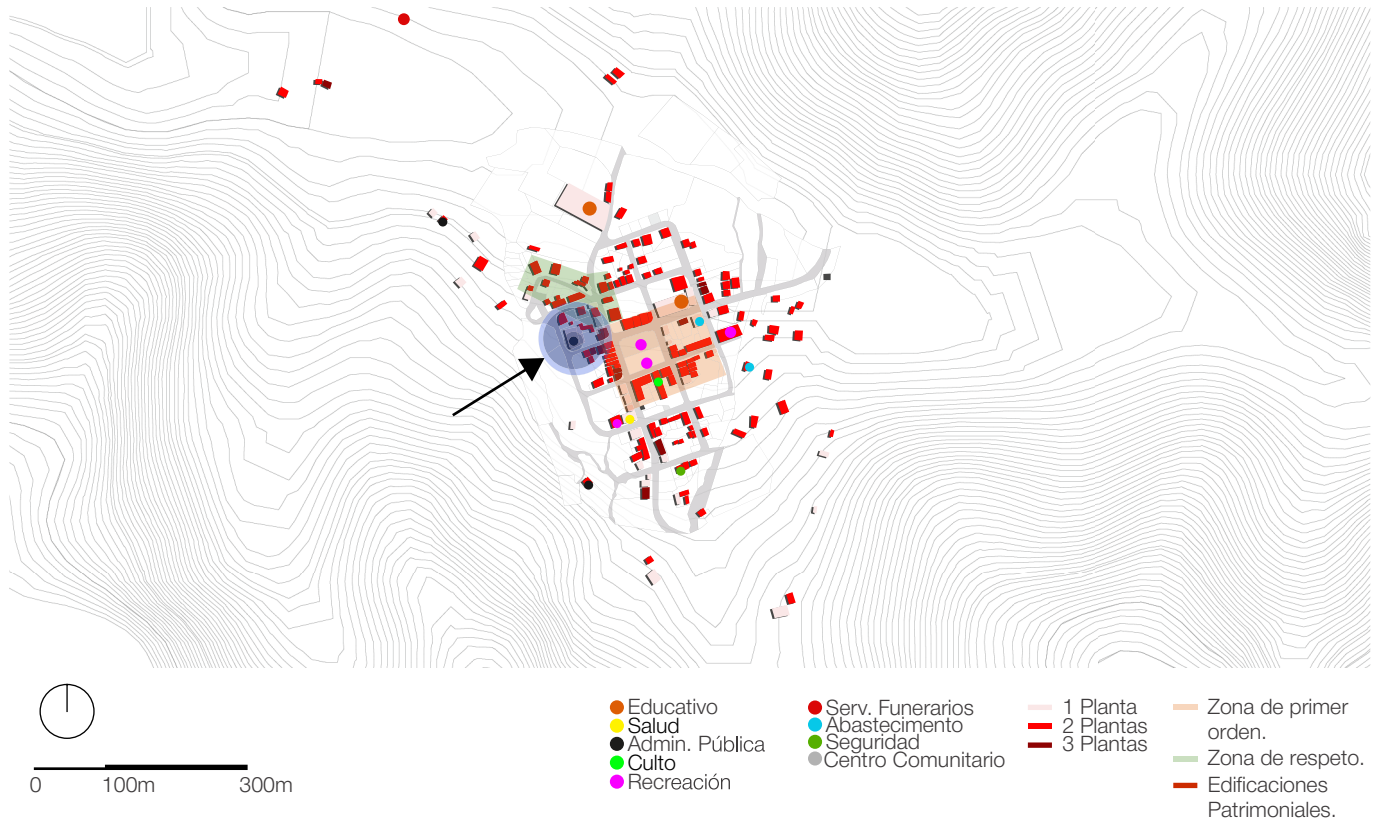 0
100m
300m
Educativo
Salud
Admin. Pública
Culto
Recreación
Serv. Funerarios
Abastecimento
Seguridad
Centro Comunitario
1 Planta
2 Plantas
3 Plantas
Zona de primer
orden.
Zona de respeto.
Edificaciones
Patrimoniales.